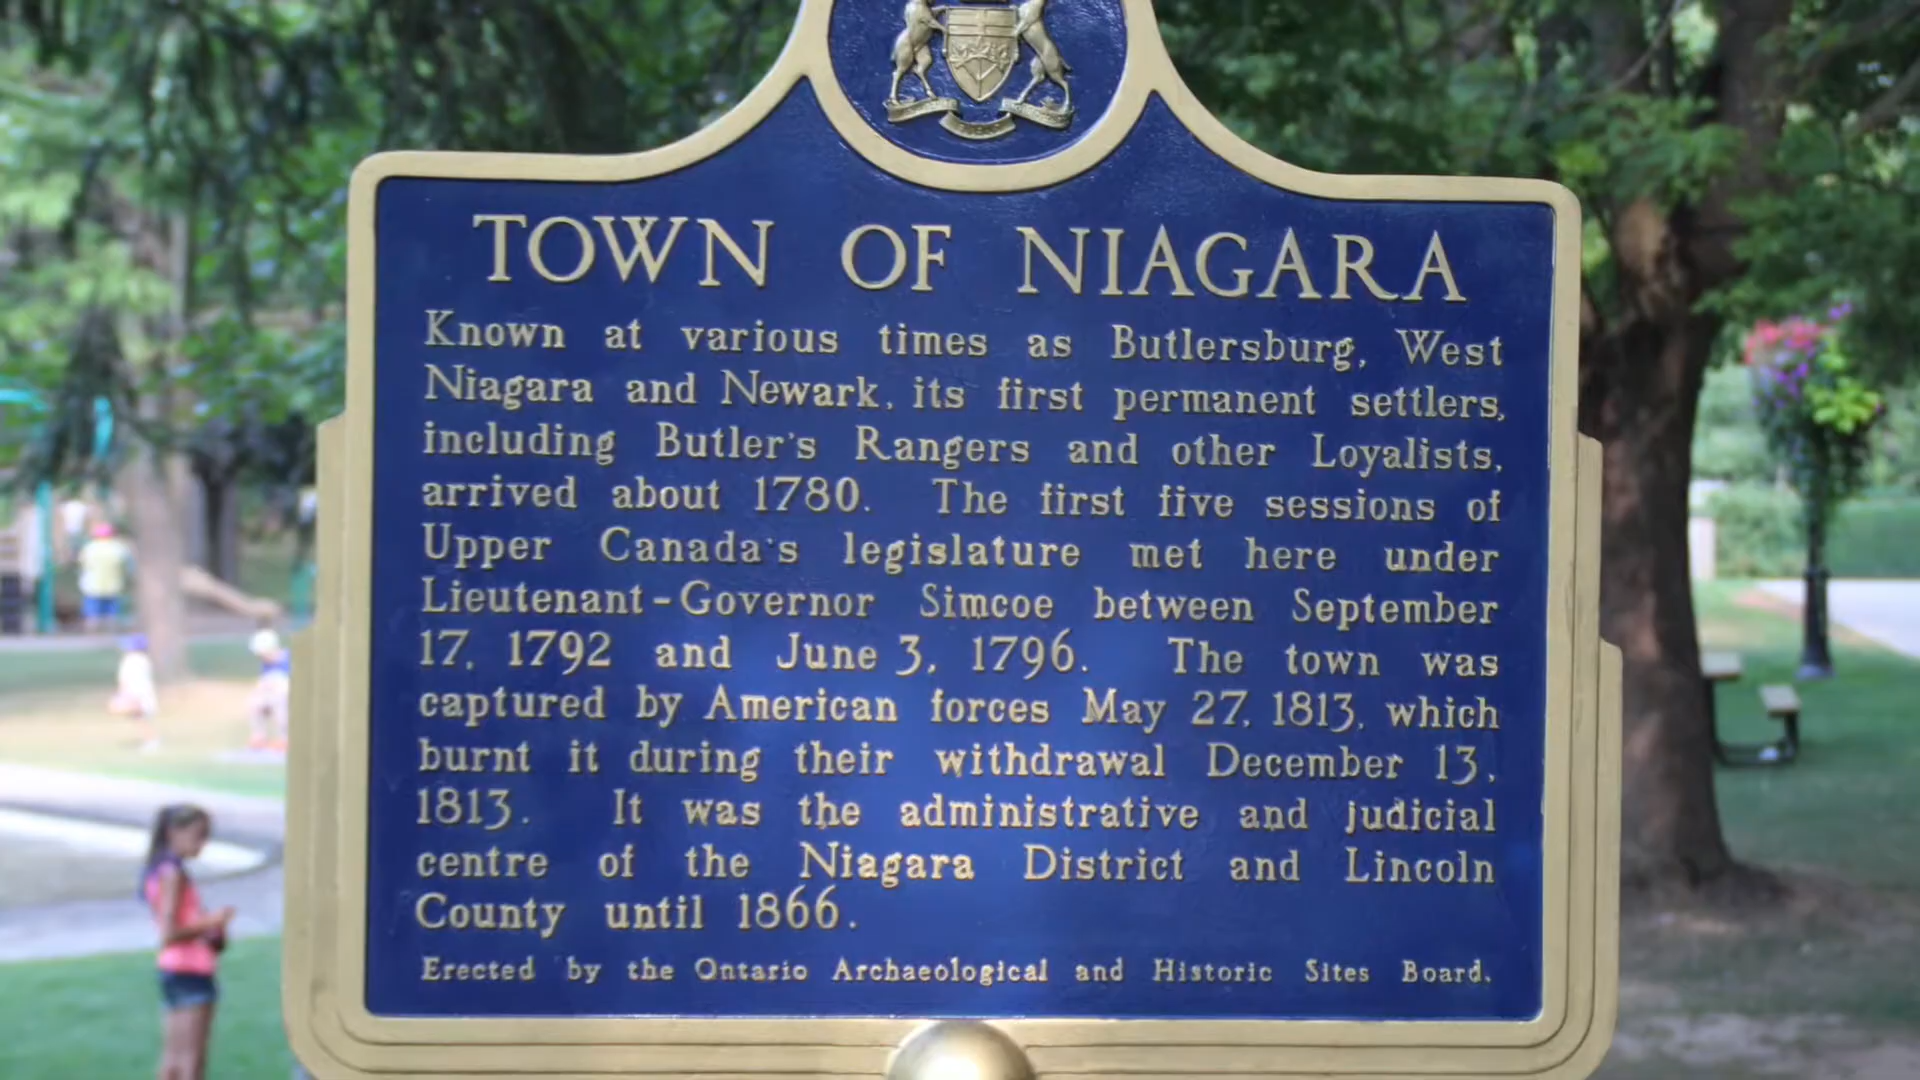 TOWN OF NIAGARA
Known at various times as Butlersburg, West
Niagara and Newark, its first permanent settlers,
including Butler's Rangers and other Loyalists,
arrived about 1780. The first five sessions of
Upper Canada's legislature met here under
Lieutenant-Governor Simcoe between September
17, 1792 and June 3, 1796. The town was
captured by American forces May 27, 1813, which
burnt it during their withdrawal December 13,
1813. It was the administrative and judicial
centre of the Niagara District and Lincoln
County until 1866.
Erected by the Ontario Archaeological and Historic Sites Board.